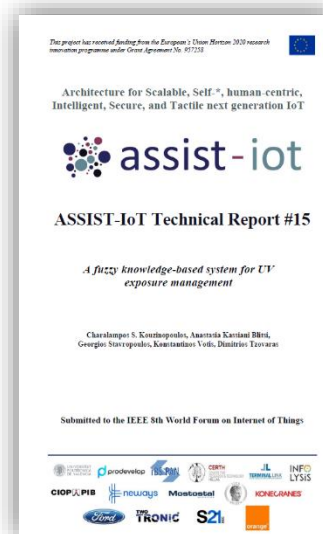 This project has received funding from the European's Union Horizon 2020 research
innovation programme under Grant Agreement No. 957258
Architecture for Scalable, Self-*, human-centric,
Intelligent, Secure, and Tactile next generation IoT
assist-iot
ASSIST-IoT Technical Report #15
A fuzzy knowledge-based system for UV
exposure management
Charalampos S. Kouzinopoulos, Anastasia Kassiani Blitsi,
Georgios Stavropoulos, Konstantinos Votis, Dimitrios Tzovaras
Submitted to the IEEE 8th World Forum on Internet of Things
prodevelop CERTH TERMINAL LINK INFOLYSIS
CIOP PIB neways Mostostal KONECRANES
Ford TWOTRONIC S21 orange